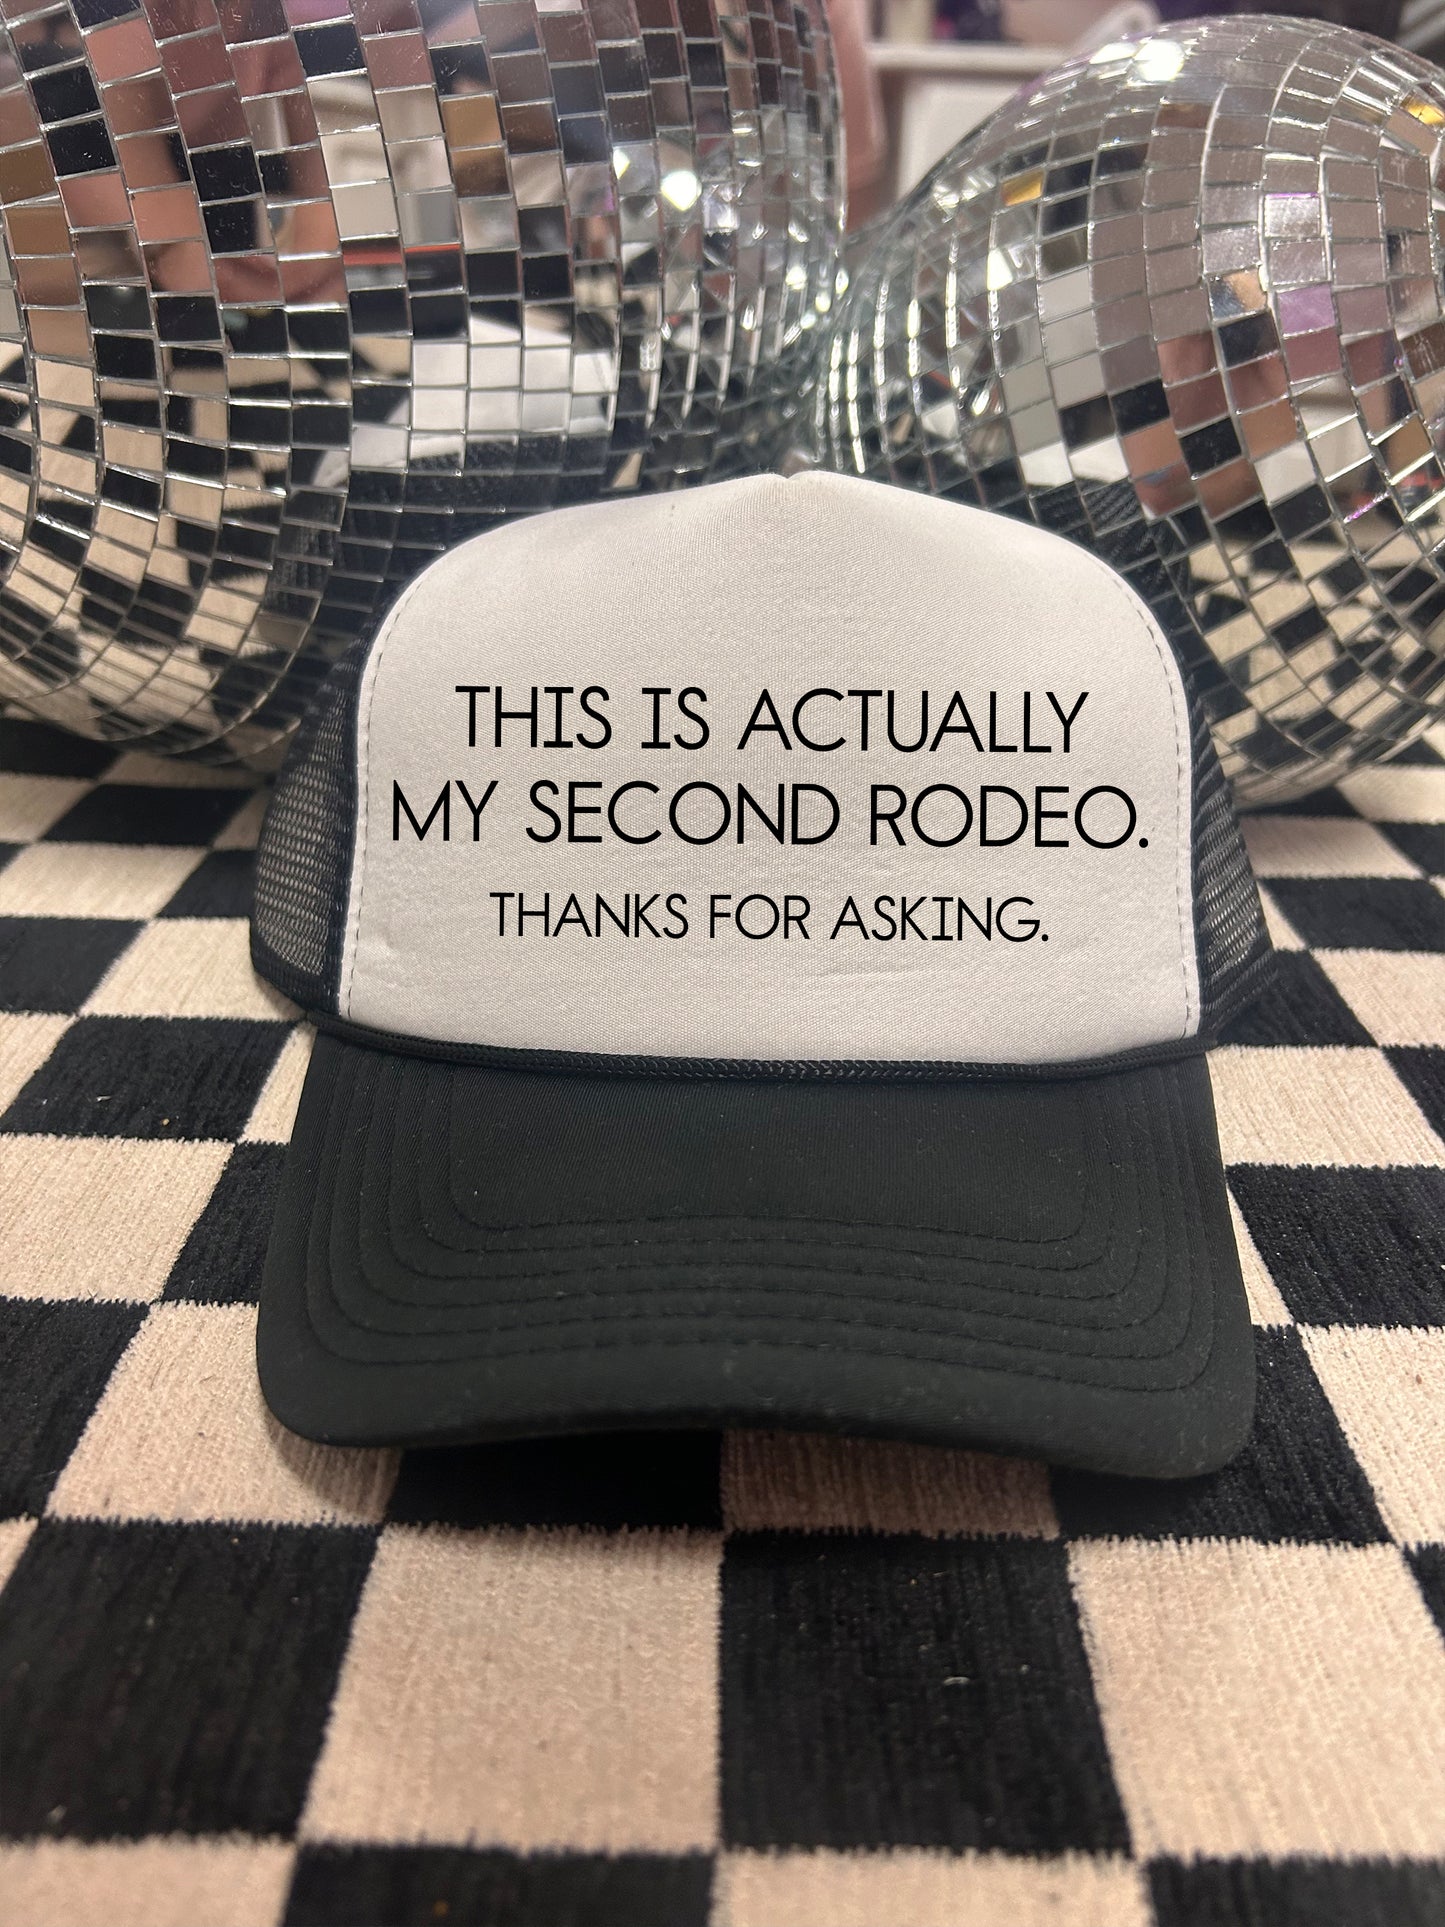 THIS IS ACTUALLY
MY SECOND RODEO.
THANKS FOR ASKING.